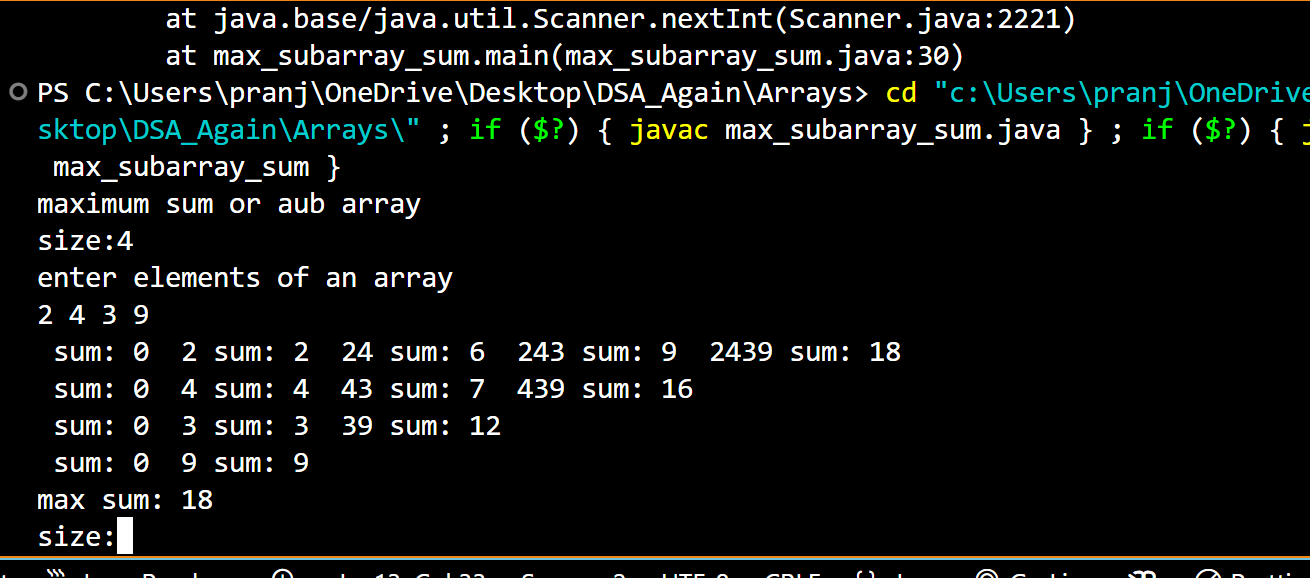 at java.base/java.util.Scanner.nextInt(Scanner.java:2221)
at max_subarray_sum.main(max_subarray_sum.java:30)
PS C:\Users\pranj\OneDrive\Desktop\DSA_Again\Arrays> cd "c:\Users\pranj\OneDrive
sktop\DSA_Again\Arrays\" ; if ($?) { javac max_subarray_sum.java } ; if ($?) {
max_subarray_sum }
maximum sum or aub array
size:4
enter elements of an array
2 4 3 9
sum: 0  2 sum: 2  24 sum: 6  243 sum: 9  2439 sum: 18
sum: 0  4 sum: 4  43 sum: 7  439 sum: 16
sum: 0  3 sum: 3  39 sum: 12
sum: 0  9 sum: 9
max sum: 18
size: